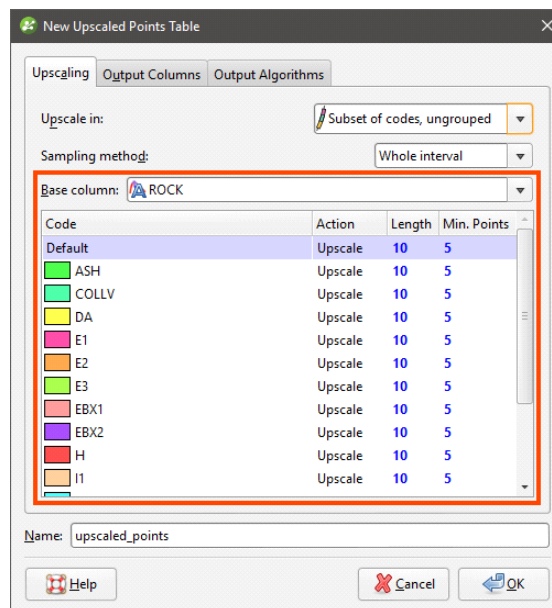 New Upscaled Points Table
Upscaling Output Columns Output Algorithms
Upscale in: Subset of codes, ungrouped
Sampling method: Whole interval
Base column: ROCK
Code Action Length Min. Points
Default Upscale 10 5
ASH Upscale 10 5
COLLV Upscale 10 5
DA Upscale 10 5
E1 Upscale 10 5
E2 Upscale 10 5
E3 Upscale 10 5
EBX1 Upscale 10 5
EBX2 Upscale 10 5
H Upscale 10 5
I1 Upscale 10 5
Name: upscaled_points
Help Cancel OK